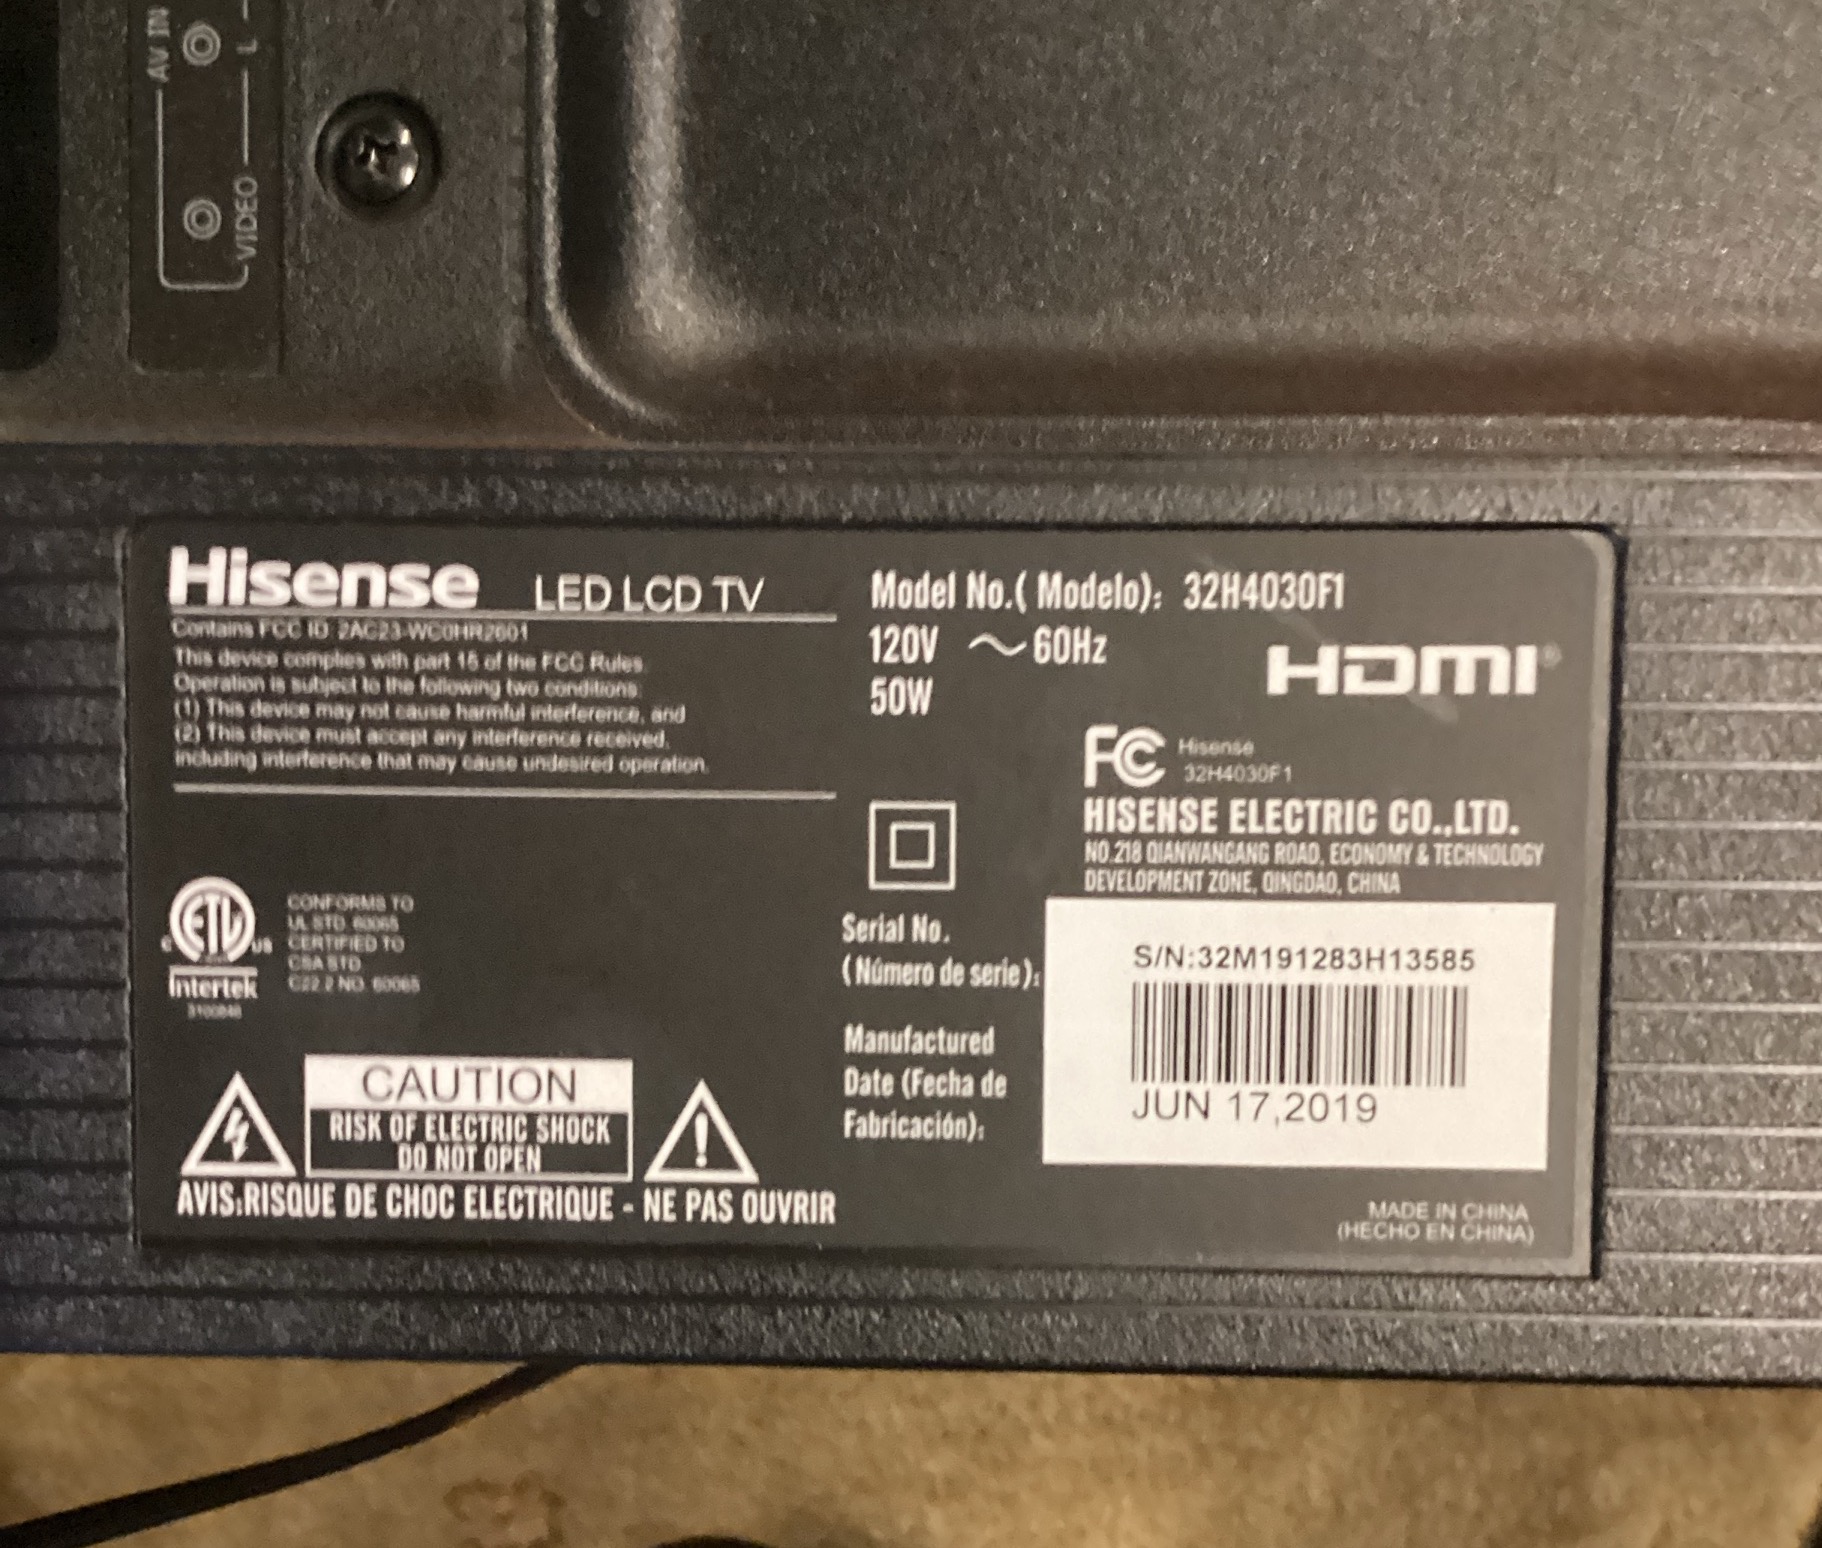 AV IN
L
VIDEO
Hisense LED LCD TV
Contains FCC ID: 2AC23-WC0HR2601
This device complies with part 15 of the FCC Rules.
Operation is subject to the following two conditions:
(1) This device may not cause harmful interference, and
(2) This device must accept any interference received,
including interference that may cause undesired operation.
c ETL us
Intertek
CONFORMS TO
UL STD. 60065
CERTIFIED TO
CSA STD
C22.2 NO. 60065
CAUTION
RISK OF ELECTRIC SHOCK
DO NOT OPEN
AVIS:RISQUE DE CHOC ELECTRIQUE - NE PAS OUVRIR
Model No.( Modelo): 32H4030F1
120V ~ 60Hz
50W
HDMI®
FC Hisense
32H4030F1
HISENSE ELECTRIC CO.,LTD.
NO.218 QIANWANGANG ROAD, ECONOMY & TECHNOLOGY
DEVELOPMENT ZONE, QINGDAO, CHINA
Serial No.
(Número de serie):
S/N:32M191283H13585
Manufactured
Date (Fecha de
Fabricación):
JUN 17,2019
MADE IN CHINA
(HECHO EN CHINA)